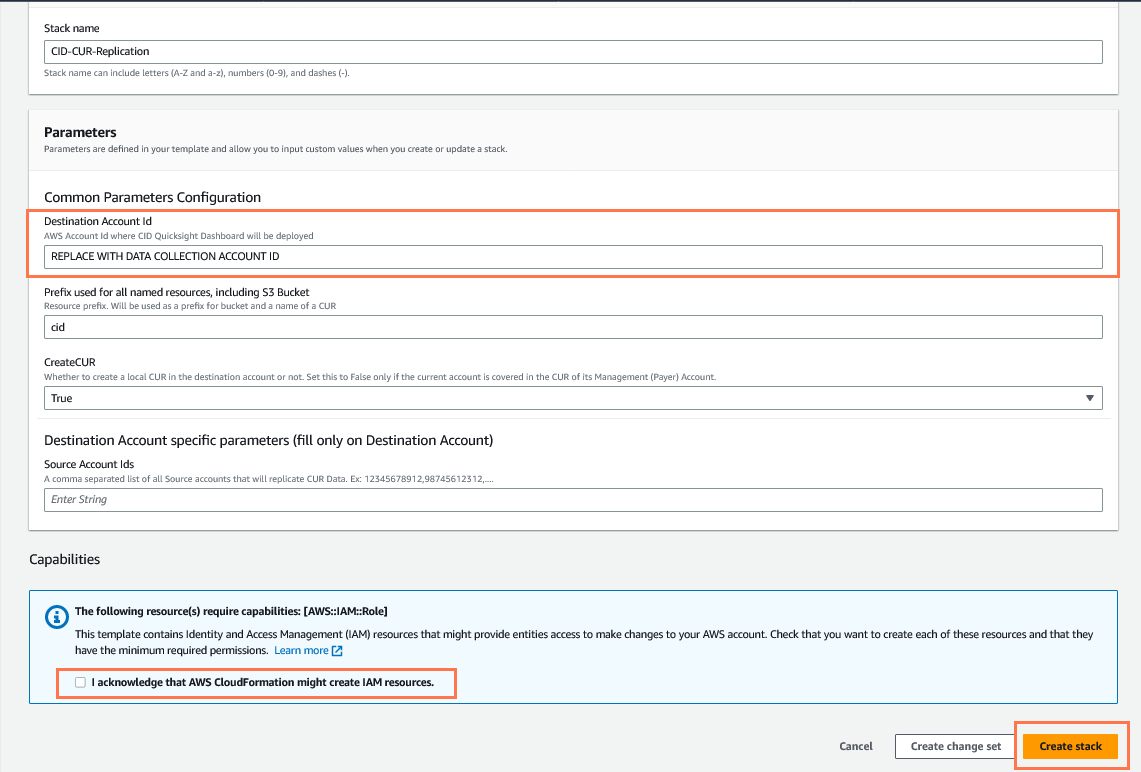 Stack name
CID-CUR-Replication
Stack name can include letters (A-Z and a-z), numbers (0-9), and dashes (-).
Parameters
Parameters are defined in your template and allow you to input custom values when you create or update a stack.
Common Parameters Configuration
Destination Account Id
AWS Account Id where CID Quicksight Dashboard will be deployed
REPLACE WITH DATA COLLECTION ACCOUNT ID
Prefix used for all named resources, including S3 Bucket
Resource prefix. Will be used as a prefix for bucket and a name of a CUR
cid
CreateCUR
Whether to create a local CUR in the destination account or not. Set this to False only if the current account is covered in the CUR of its Management (Payer) Account.
True
Destination Account specific parameters (fill only on Destination Account)
Source Account Ids
A comma separated list of all Source accounts that will replicate CUR Data. Ex: 12345678912,98745612312,....
Enter String
Capabilities
The following resource(s) require capabilities: [AWS::IAM::Role]
This template contains Identity and Access Management (IAM) resources that might provide entities access to make changes to your AWS account. Check that you want to create each of these resources and that they
have the minimum required permissions. Learn more
I acknowledge that AWS CloudFormation might create IAM resources.
Cancel Create change set Create stack